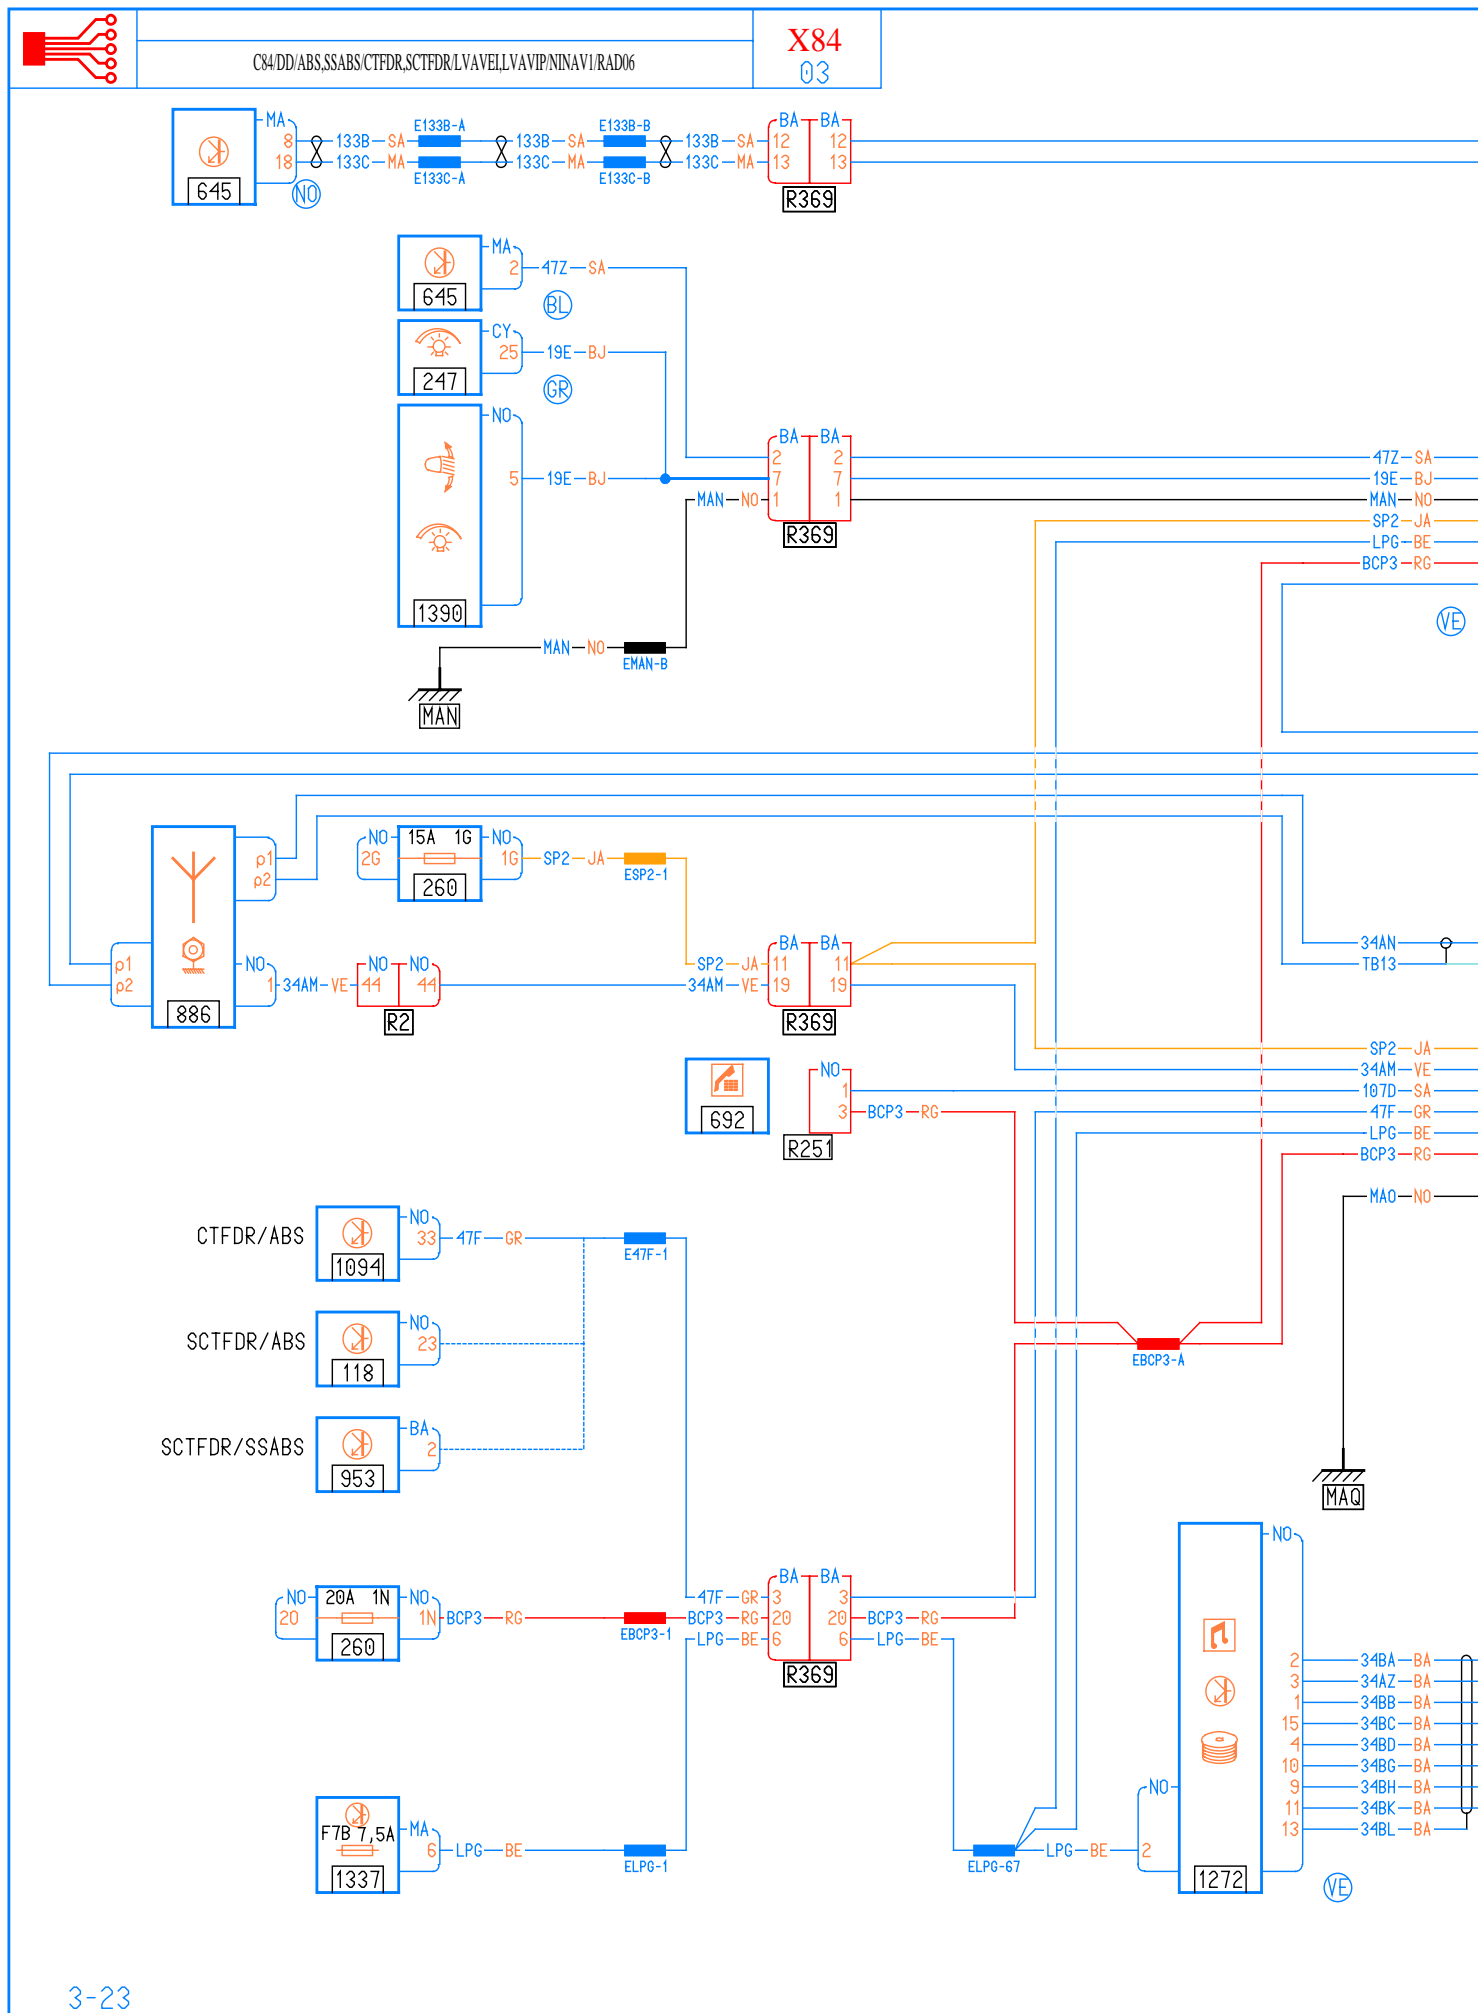 C84/DD/ABS,SSABS/CTFDR,SCTFDR/LVAVEL,LVAVIP/NINAV1/RAD06
X84
03
MA
8 133B SA E133B-A 133B SA E133B-B 133B SA
18 133C MA E133C-A 133C MA E133C-B 133C MA
645
NO
BA BA
12 12
13 13
R369
MA
2 47Z SA
645
BL
CY
25 19E BJ
247
GR
NO
5 19E BJ
1390
BA BA
2 2
7 7
MAN NO 1 1
R369
47Z SA
19E BJ
MAN NO
SP2 JA
LPG BE
BCP3 RG
VE
MAN NO EMAN-B
MAN
p1
p2
NO 15A 1G NO
2G 1G SP2 JA ESP2-1
260
p1
p2
NO
1 34AM VE
886
NO NO
44 44
R2
BA BA
SP2 JA 11 11
34AM VE 19 19
R369
34AN
TB13
692
NO
1
3 BCP3 RG
R251
SP2 JA
34AM VE
107D SA
47F GR
LPG BE
BCP3 RG
MAO NO
CTFDR/ABS
NO
33 47F GR E47F-1
1094
SCTFDR/ABS
NO
23
118
SCTFDR/SSABS
BA
2
953
EBCP3-A
MAQ
NO 20A 1N NO
20 1N BCP3 RG EBCP3-1
260
BA BA
47F GR 3 3
BCP3 RG 20 20 BCP3 RG
LPG BE 6 6 LPG BE
R369
F7B 7,5A MA
6 LPG BE ELPG-1
1337
ELPG-67 LPG BE 2
NO
NO
2 34BA BA
3 34AZ BA
1 34BB BA
15 34BC BA
4 34BD BA
10 34BG BA
9 34BH BA
11 34BK BA
13 34BL BA
1272
VE
3-23